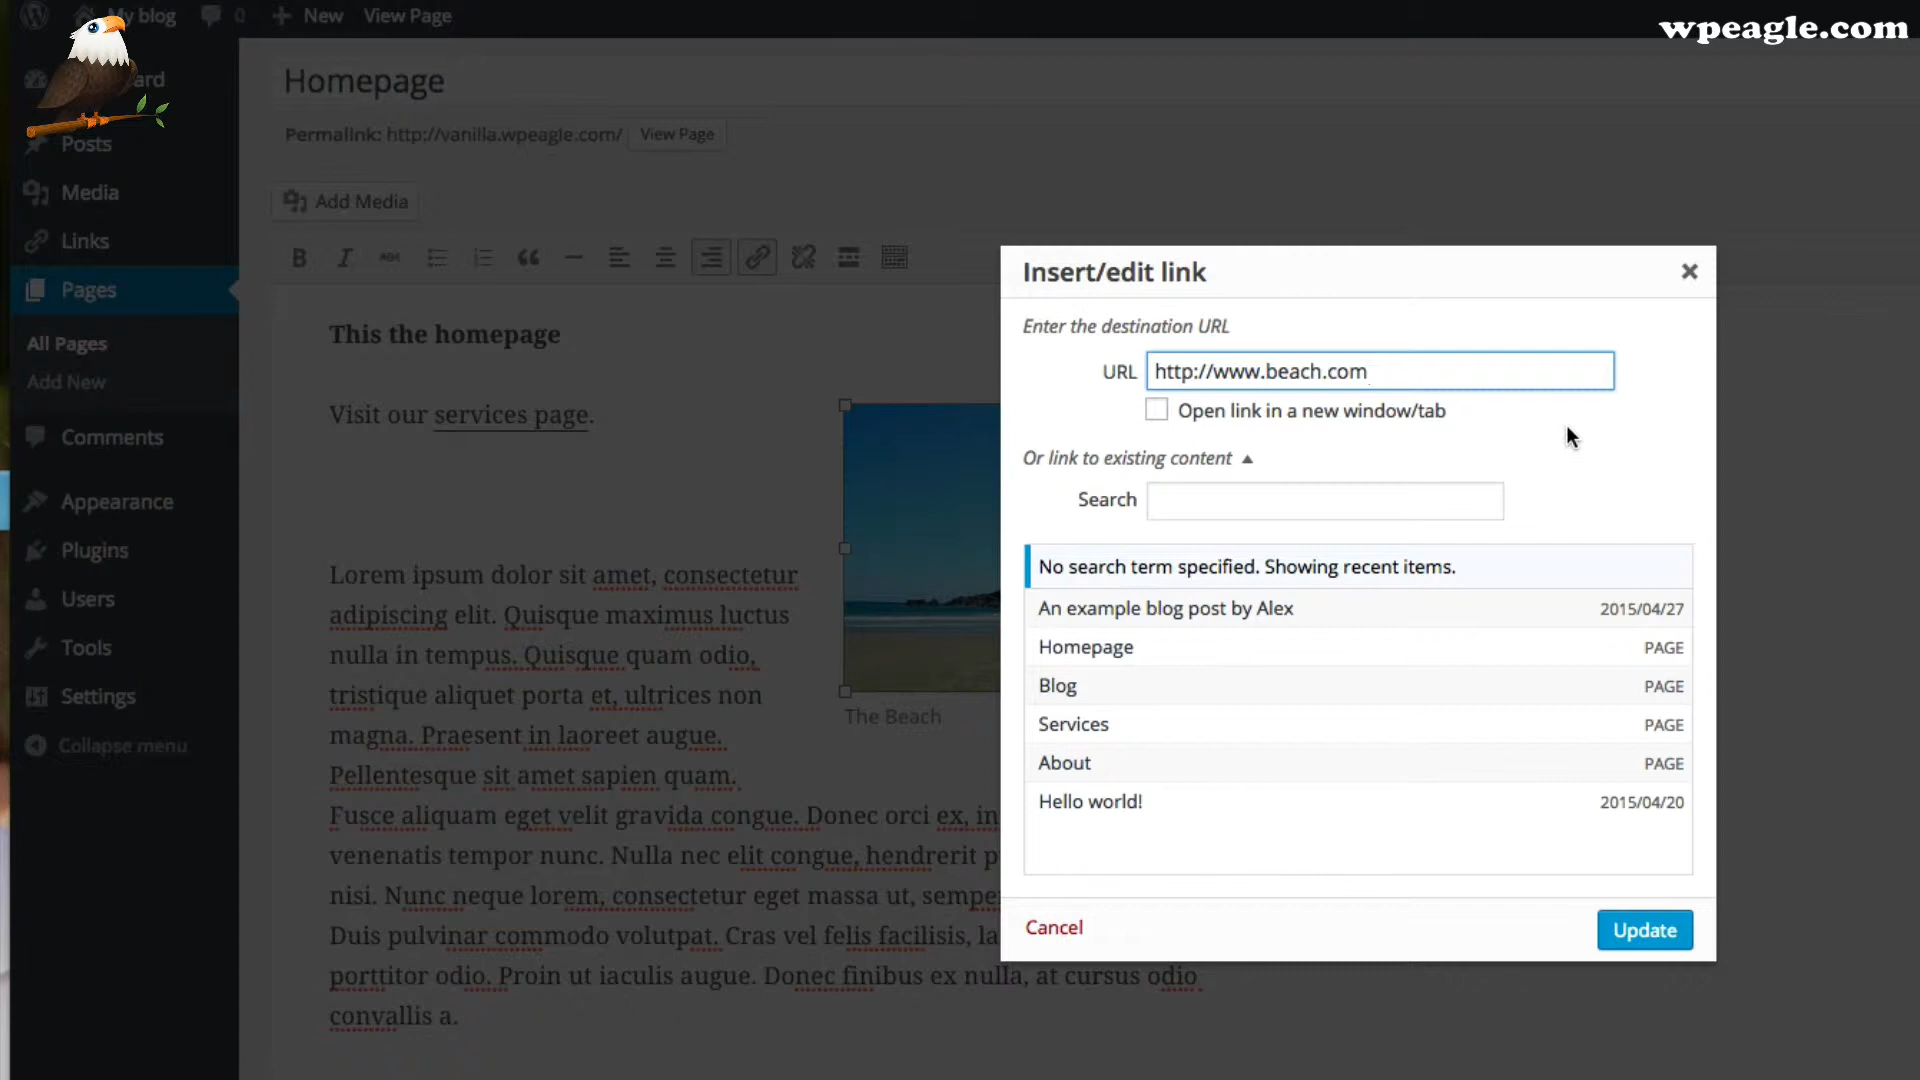 My blog
0
New
View Page
wpeagle.com
ard
Posts
Media
Links
Pages
All Pages
Add New
Comments
Appearance
Plugins
Users
Tools
Settings
Collapse menu
Homepage
Permalink: http://vanilla.wpeagle.com/
View Page
Add Media
B
I
ABC
This the homepage
Visit our services page.
The Beach
Lorem ipsum dolor sit amet, consectetur
adipiscing elit. Quisque maximus luctus
nulla in tempus. Quisque quam odio,
tristique aliquet porta et, ultrices non
magna. Praesent in laoreet augue.
Pellentesque sit amet sapien quam.
Fusce aliquam eget velit gravida congue. Donec orci ex, in
venenatis tempor nunc. Nulla nec elit congue, hendrerit p
nisi. Nunc neque lorem, consectetur eget massa ut, sempe
Duis pulvinar commodo volutpat. Cras vel felis facilisis, la
porttitor odio. Proin ut iaculis augue. Donec finibus ex nulla, at cursus odio
convallis a.
Insert/edit link
Enter the destination URL
URL
http://www.beach.com
Open link in a new window/tab
Or link to existing content
Search
No search term specified. Showing recent items.
An example blog post by Alex 2015/04/27
Homepage PAGE
Blog PAGE
Services PAGE
About PAGE
Hello world! 2015/04/20
Cancel
Update